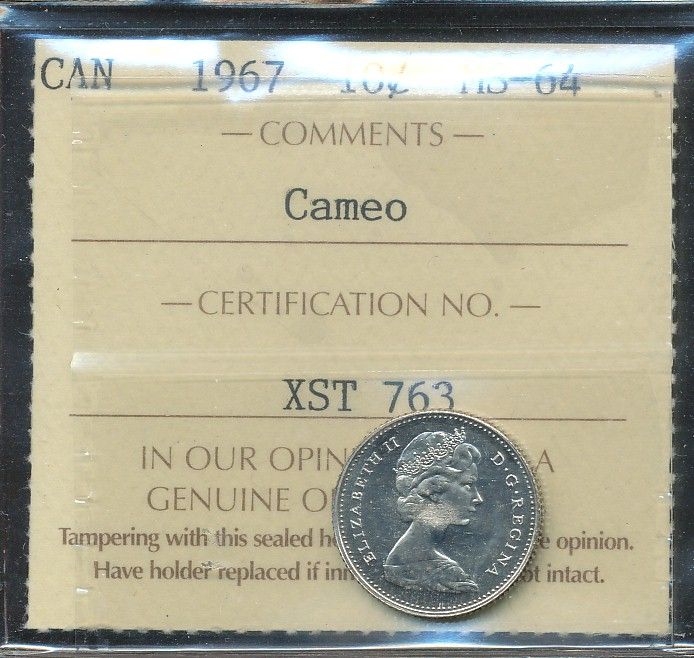 CAN 1967 10¢ MS-64
— COMMENTS —
Cameo
— CERTIFICATION NO. —
XST 763
IN OUR OPIN A
GENUINE O
Tampering with this sealed h e opinion.
Have holder replaced if inn ot intact.
ELIZABETH II D·G·REGINA